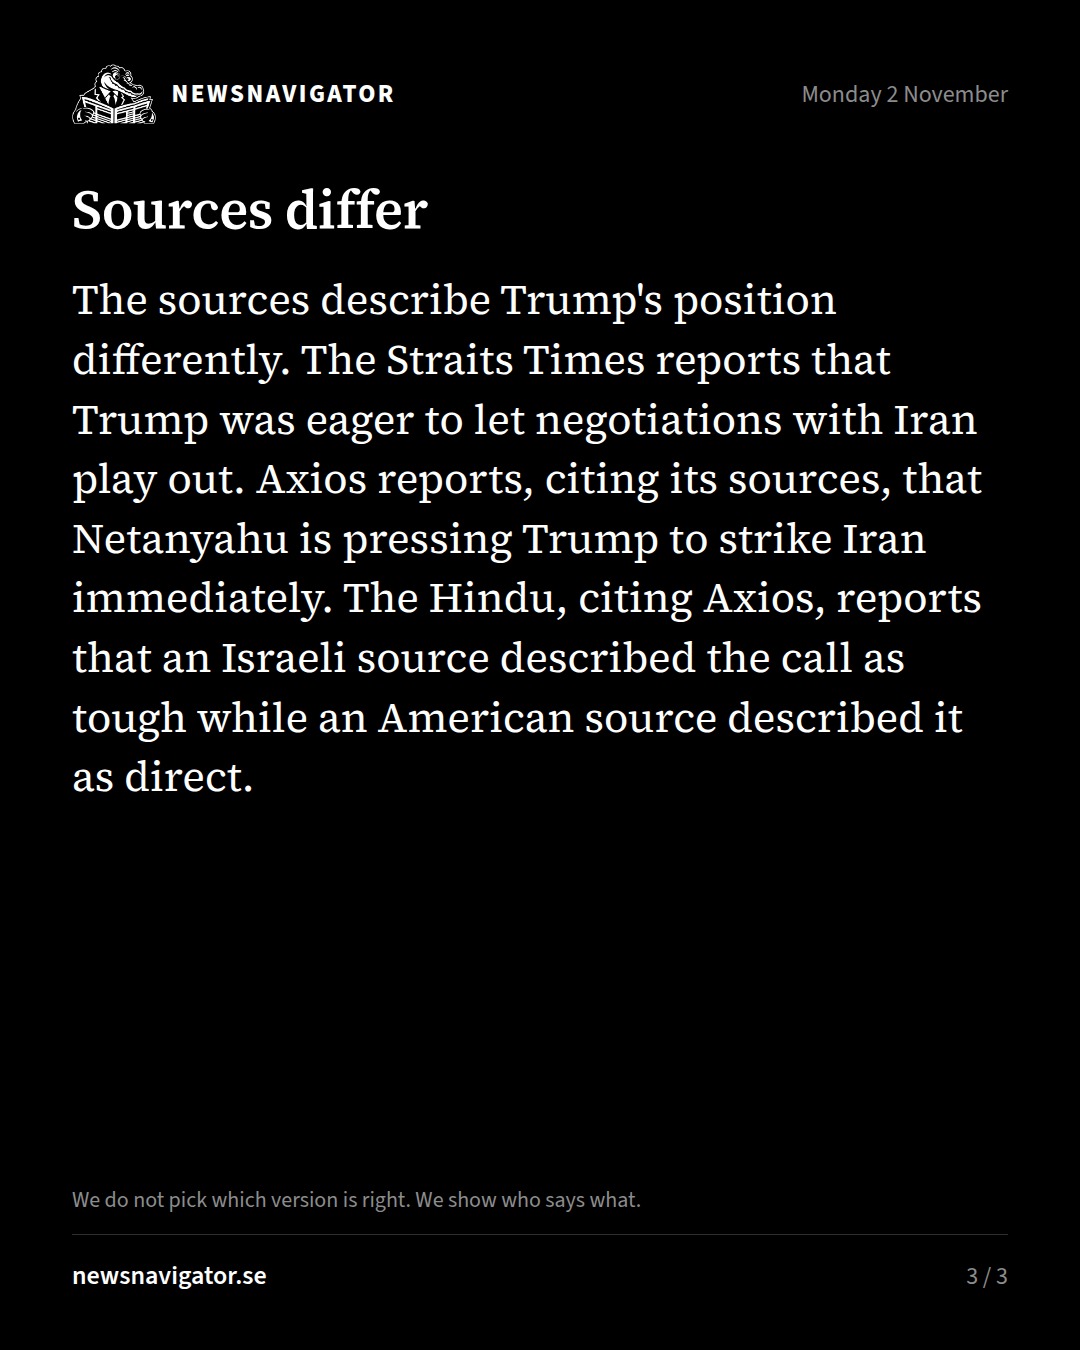 NEWSNAVIGATOR
Monday 2 November
Sources differ
The sources describe Trump's position
differently. The Straits Times reports that
Trump was eager to let negotiations with Iran
play out. Axios reports, citing its sources, that
Netanyahu is pressing Trump to strike Iran
immediately. The Hindu, citing Axios, reports
that an Israeli source described the call as
tough while an American source described it
as direct.
We do not pick which version is right. We show who says what.
newsnavigator.se
3 / 3